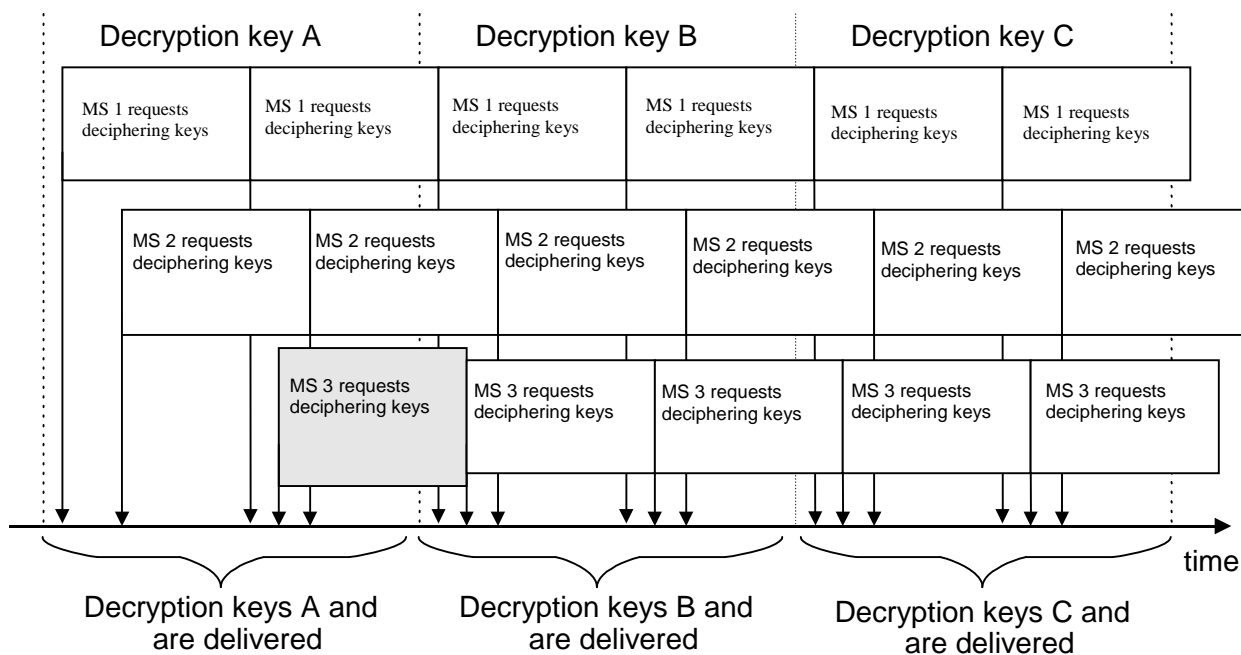 Decryption key A
Decryption key B
Decryption key C
MS 1 requests
deciphering keys
MS 1 requests
deciphering keys
MS 1 requests
deciphering keys
MS 1 requests
deciphering keys
MS 1 requests
deciphering keys
MS 1 requests
deciphering keys
MS 2 requests
deciphering keys
MS 2 requests
deciphering keys
MS 2 requests
deciphering keys
MS 2 requests
deciphering keys
MS 2 requests
deciphering keys
MS 2 requests
deciphering keys
MS 3 requests
deciphering keys
MS 3 requests
deciphering keys
MS 3 requests
deciphering keys
MS 3 requests
deciphering keys
MS 3 requests
deciphering keys
time
Decryption keys A and
are delivered
Decryption keys B and
are delivered
Decryption keys C and
are delivered